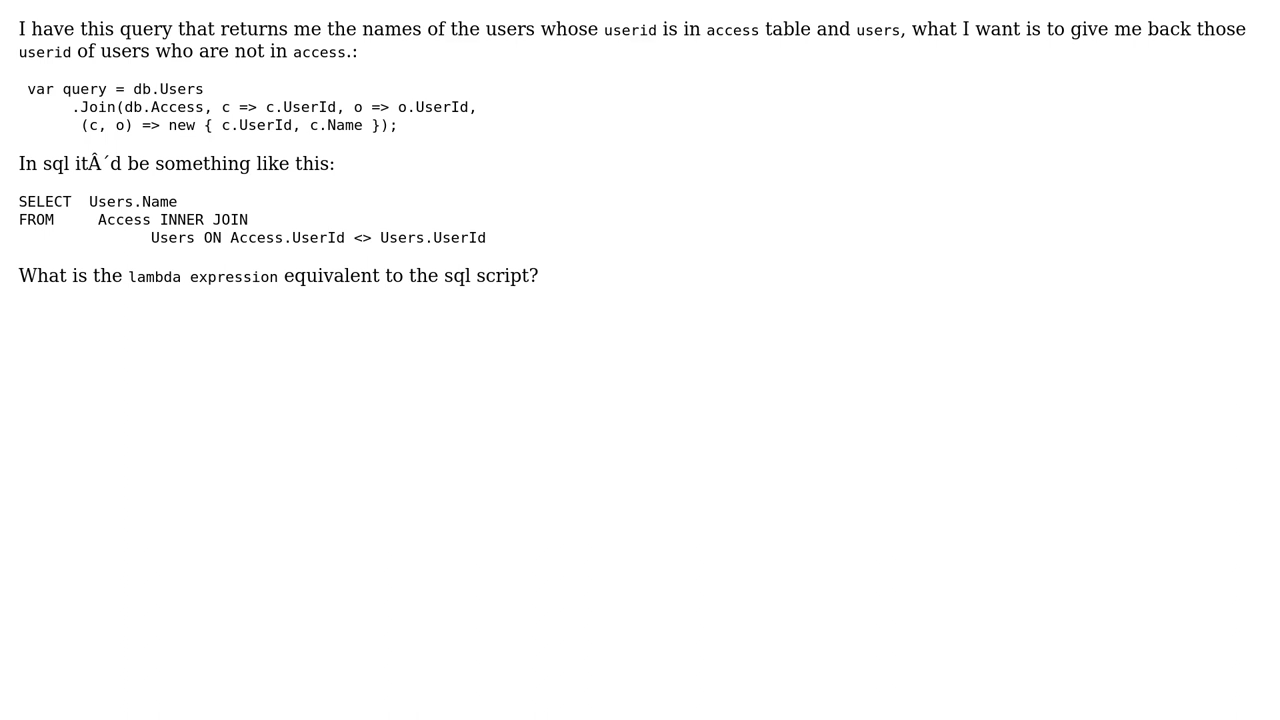 I have this query that returns me the names of the users whose userid is in access table and users, what I want is to give me back those
userid of users who are not in access.:
var query = db.Users
.Join(db.Access, c => c.UserId, o => o.UserId,
(c, o) => new { c.UserId, c.Name });
In sql itÂ´d be something like this:
SELECT  Users.Name
FROM     Access INNER JOIN
Users ON Access.UserId <> Users.UserId
What is the lambda expression equivalent to the sql script?